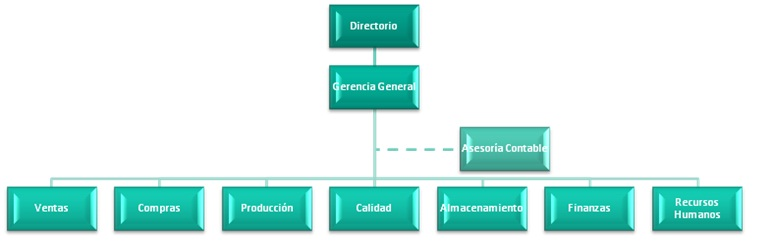 Directorio
Gerencia General
Asesoría Contable
Ventas
Compras
Producción
Calidad
Almacenamiento
Finanzas
Recursos
Humanos